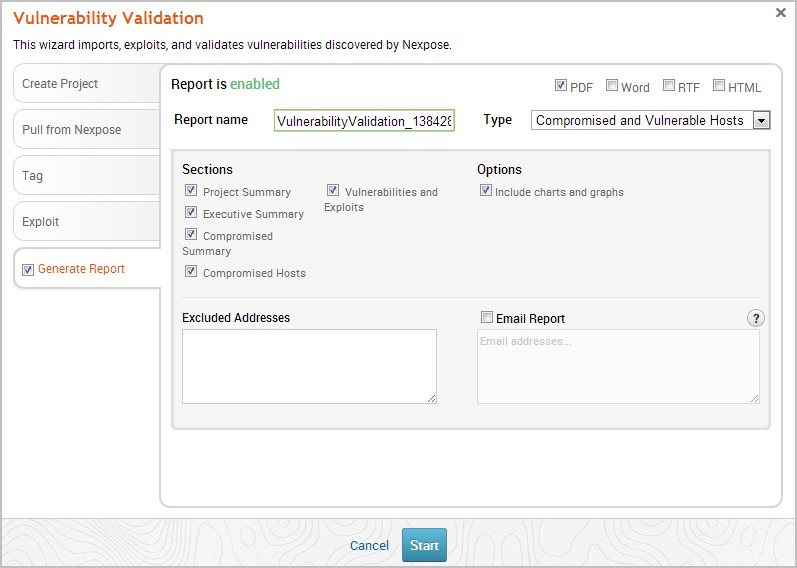 Vulnerability Validation
This wizard imports, exploits, and validates vulnerabilities discovered by Nexpose.
Create Project
Pull from Nexpose
Tag
Exploit
Generate Report
Report is enabled
PDF Word RTF HTML
Report name VulnerabilityValidation_138428 Type Compromised and Vulnerable Hosts
Sections
Project Summary
Executive Summary
Compromised
Summary
Compromised Hosts
Vulnerabilities and
Exploits
Options
Include charts and graphs
Excluded Addresses
Email Report ?
Email addresses...
Cancel Start